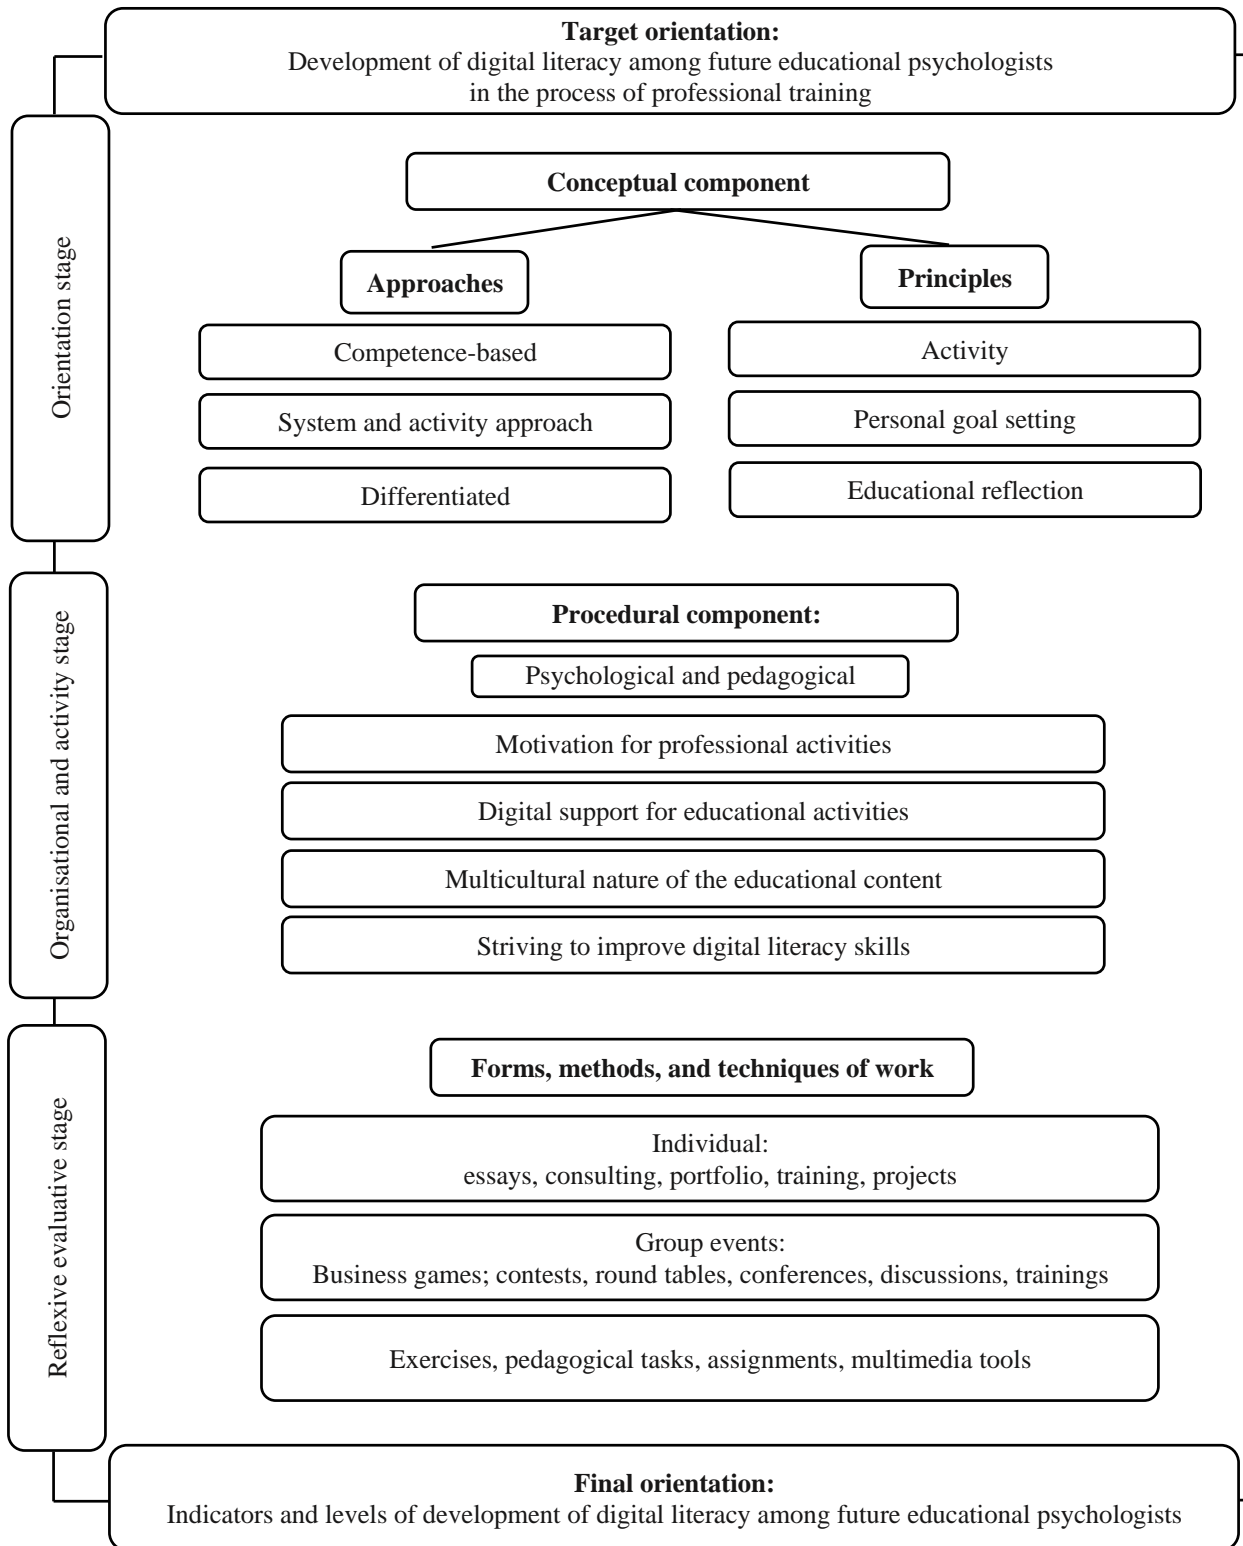 Target orientation:
Development of digital literacy among future educational psychologists
in the process of professional training
Orientation stage
Conceptual component
Approaches
Principles
Competence-based
Activity
System and activity approach
Personal goal setting
Differentiated
Educational reflection
Organisational and activity stage
Procedural component:
Psychological and pedagogical
Motivation for professional activities
Digital support for educational activities
Multicultural nature of the educational content
Striving to improve digital literacy skills
Reflexive evaluative stage
Forms, methods, and techniques of work
Individual:
essays, consulting, portfolio, training, projects
Group events:
Business games; contests, round tables, conferences, discussions, trainings
Exercises, pedagogical tasks, assignments, multimedia tools
Final orientation:
Indicators and levels of development of digital literacy among future educational psychologists